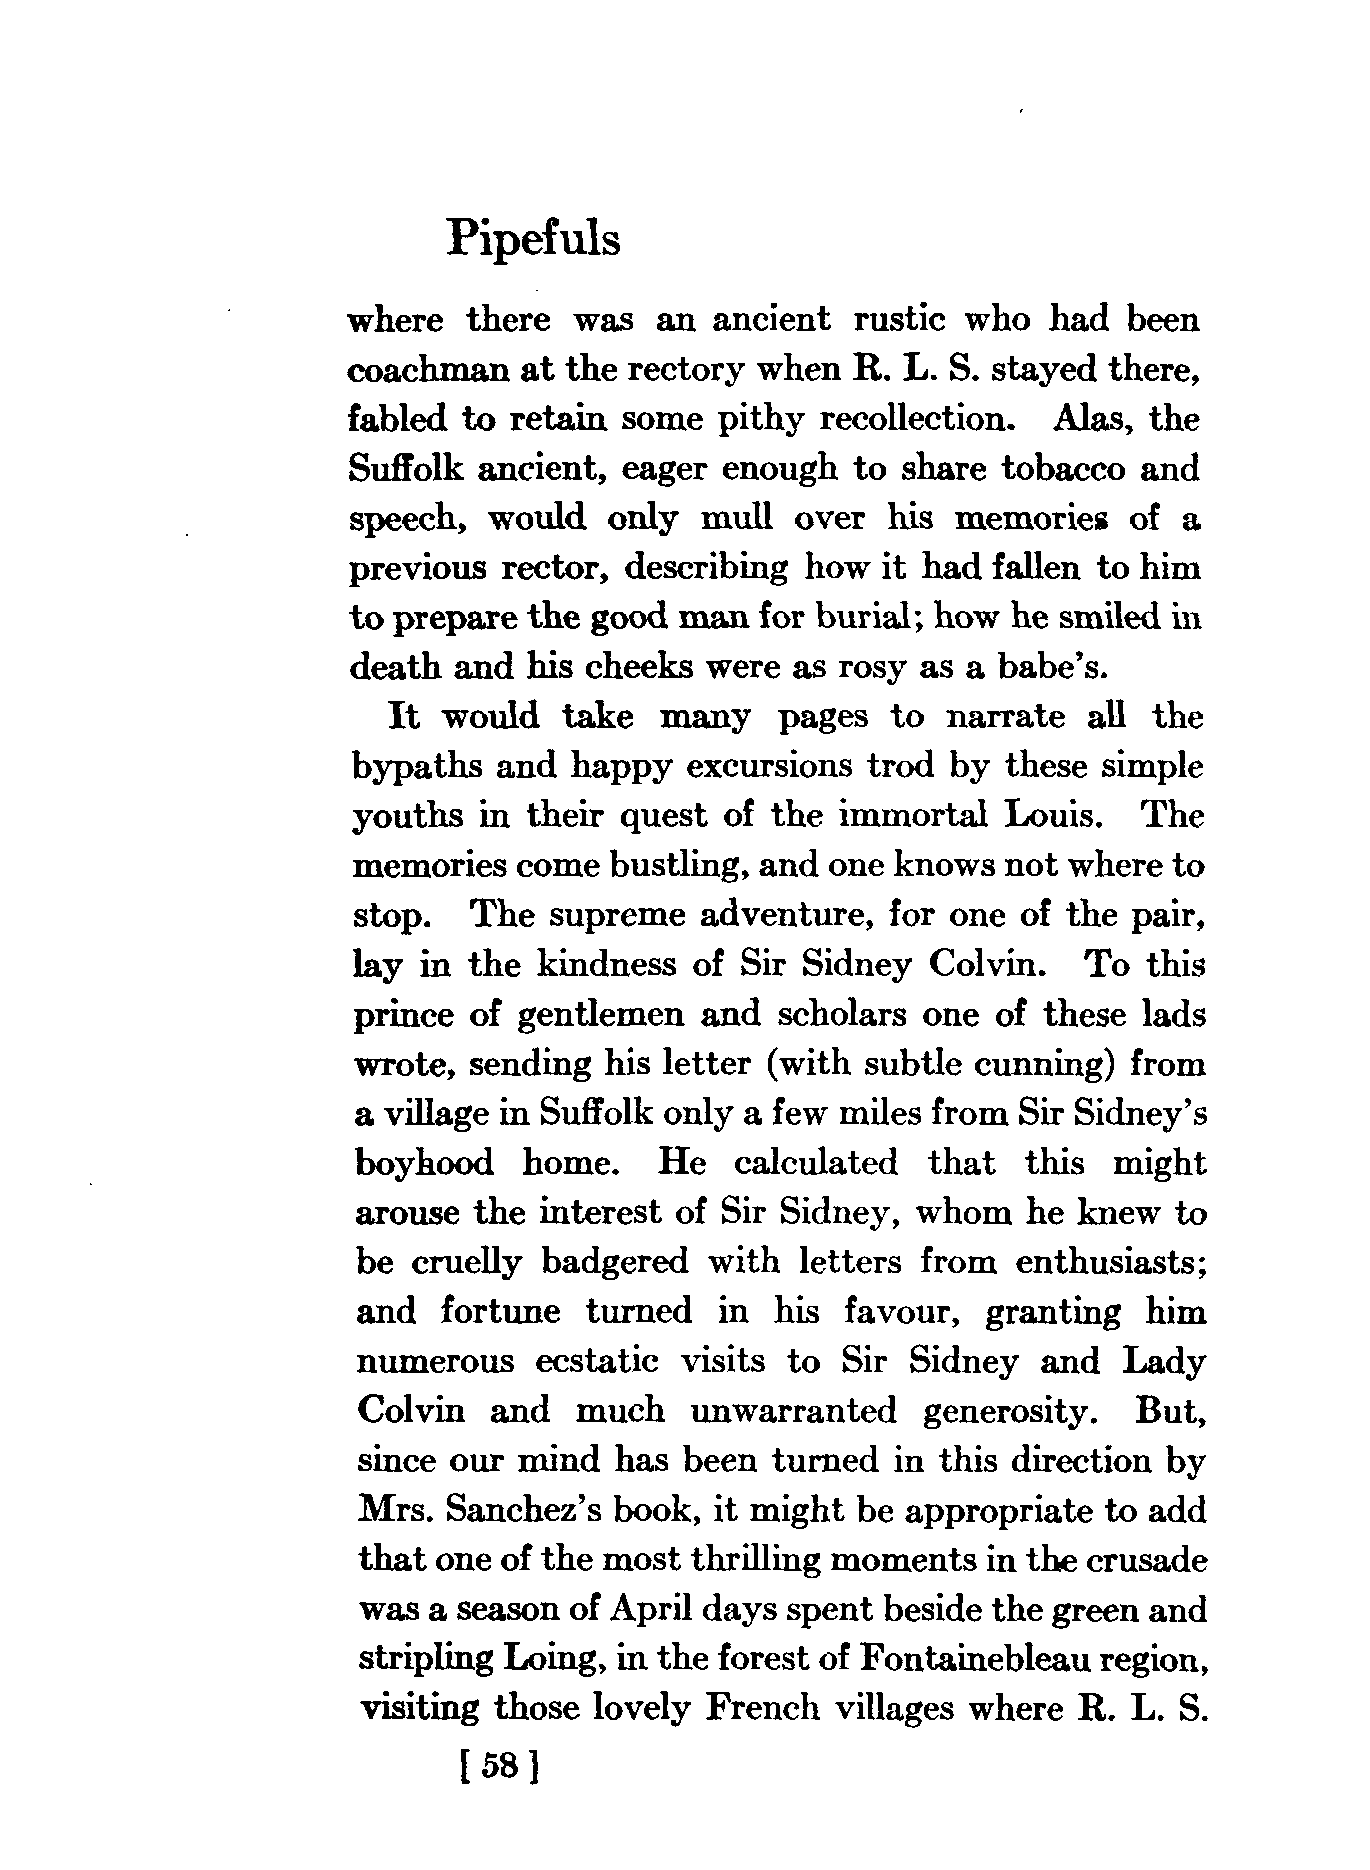 Pipefuls
where there was an ancient rustic who had been
coachman at the rectory when R. L. S. stayed there,
fabled to retain some pithy recollection. Alas, the
Suffolk ancient, eager enough to share tobacco and
speech, would only mull over his memories of a
previous rector, describing how it had fallen to him
to prepare the good man for burial; how he smiled in
death and his cheeks were as rosy as a babe's.
It would take many pages to narrate all the
bypaths and happy excursions trod by these simple
youths in their quest of the immortal Louis. The
memories come bustling, and one knows not where to
stop. The supreme adventure, for one of the pair,
lay in the kindness of Sir Sidney Colvin. To this
prince of gentlemen and scholars one of these lads
wrote, sending his letter (with subtle cunning) from
a village in Suffolk only a few miles from Sir Sidney's
boyhood home. He calculated that this might
arouse the interest of Sir Sidney, whom he knew to
be cruelly badgered with letters from enthusiasts;
and fortune turned in his favour, granting him
numerous ecstatic visits to Sir Sidney and Lady
Colvin and much unwarranted generosity. But,
since our mind has been turned in this direction by
Mrs. Sanchez's book, it might be appropriate to add
that one of the most thrilling moments in the crusade
was a season of April days spent beside the green and
stripling Loing, in the forest of Fontainebleau region,
visiting those lovely French villages where R. L. S.
[ 58 ]